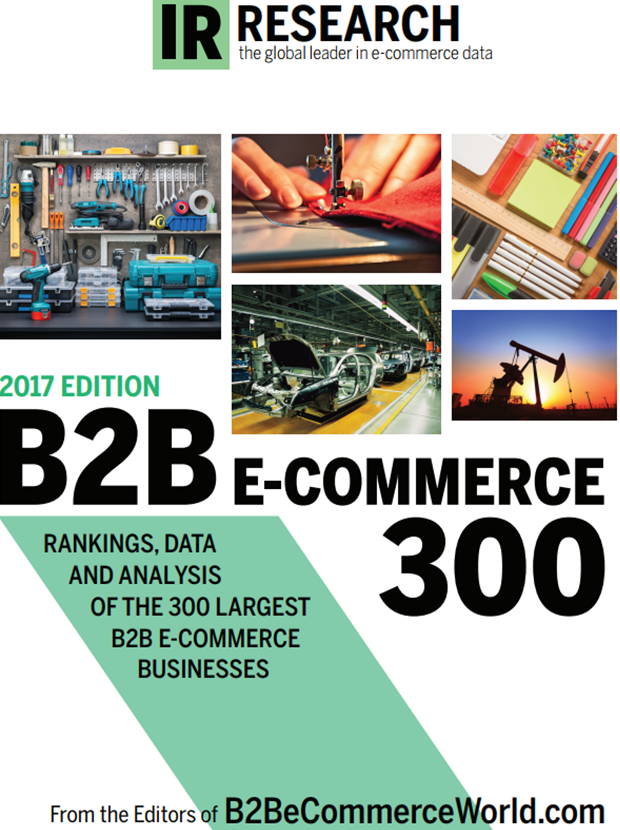 IR RESEARCH
the global leader in e-commerce data
2017 EDITION
B2B E-COMMERCE
300
RANKINGS, DATA
AND ANALYSIS
OF THE 300 LARGEST
B2B E-COMMERCE
BUSINESSES
From the Editors of B2BeCommerceWorld.com